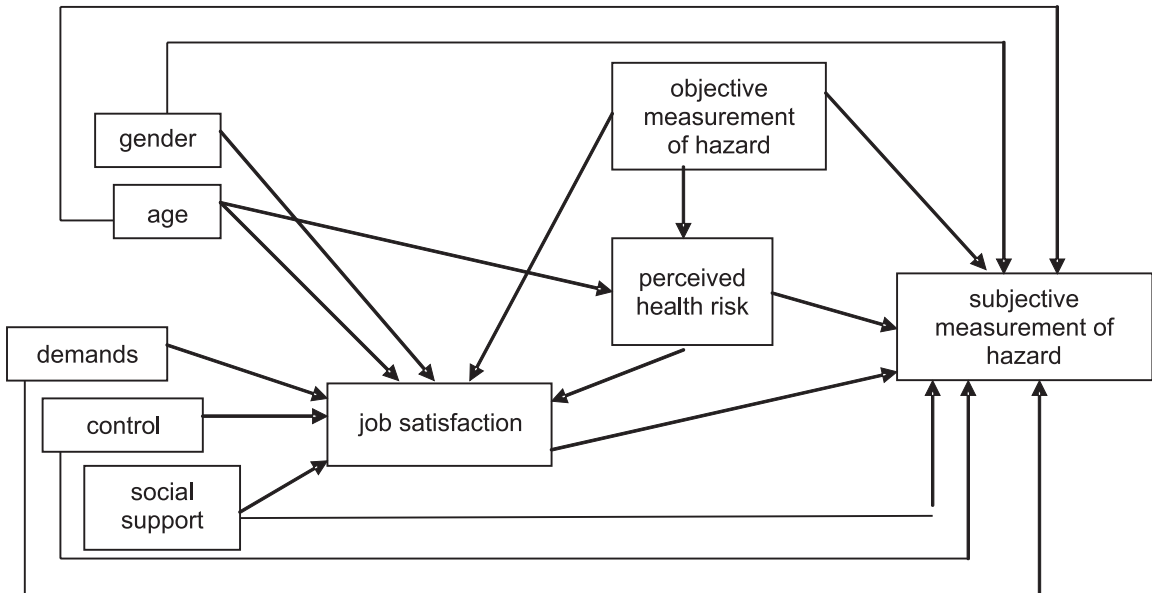 gender
age
objective
measurement
of hazard
perceived
health risk
subjective
measurement of
hazard
demands
control
social
support
job satisfaction